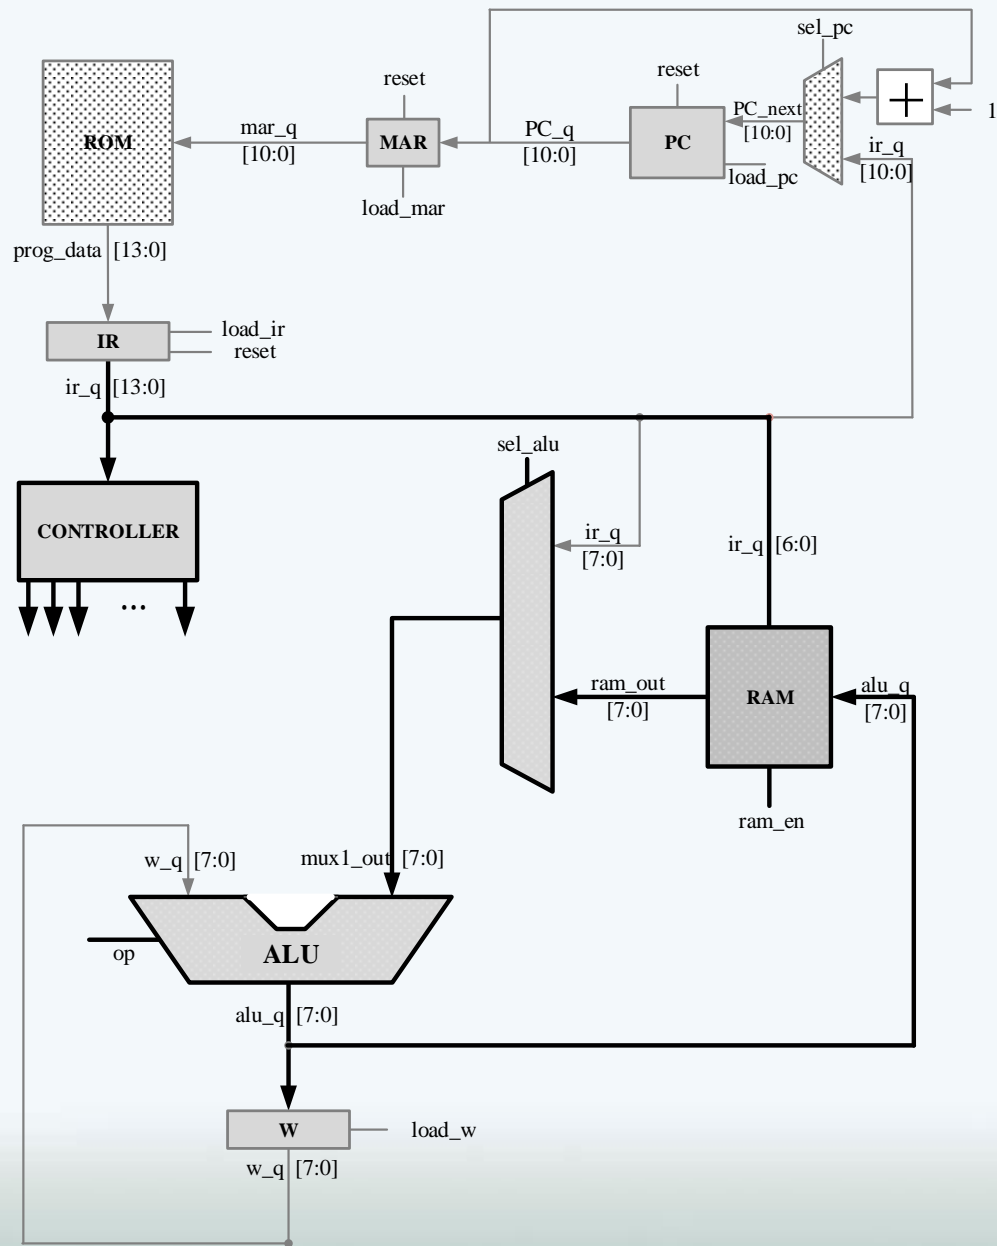 sel_pc
reset
reset
ROM
mar_q
[10:0]
MAR
PC_q
[10:0]
PC
PC_next
[10:0]
+
1
ir_q
[10:0]
load_pc
load_mar
prog_data [13:0]
IR
load_ir
reset
ir_q [13:0]
sel_alu
CONTROLLER
...
ir_q
[7:0]
ir_q [6:0]
ram_out
[7:0]
RAM
alu_q
[7:0]
ram_en
w_q [7:0]
mux1_out [7:0]
op
ALU
alu_q [7:0]
W
load_w
w_q [7:0]